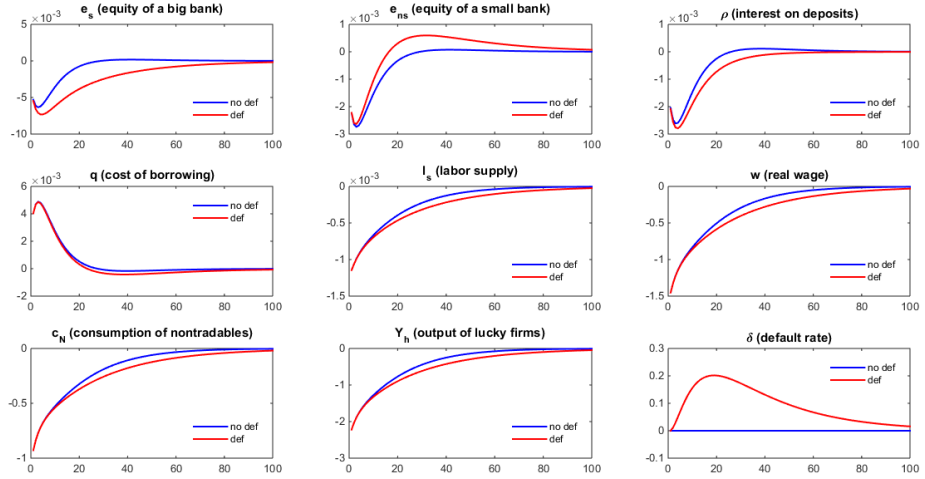 e_s (equity of a big bank)
×10^-3
5
0
-5
-10
0 20 40 60 80 100
no def
def
e_ns (equity of a small bank)
×10^-3
1
0
-1
-2
-3
0 20 40 60 80 100
no def
def
ρ (interest on deposits)
×10^-3
1
0
-1
-2
-3
0 20 40 60 80 100
no def
def
q (cost of borrowing)
×10^-3
6
4
2
0
-2
0 20 40 60 80 100
no def
def
l_s (labor supply)
×10^-3
0
-0.5
-1
-1.5
0 20 40 60 80 100
no def
def
w (real wage)
0
-0.5
-1
-1.5
0 20 40 60 80 100
no def
def
c_N (consumption of nontradables)
0
-0.5
-1
0 20 40 60 80 100
no def
def
Y_h (output of lucky firms)
0
-1
-2
-3
0 20 40 60 80 100
no def
def
δ (default rate)
0.3
0.2
0.1
0
-0.1
0 20 40 60 80 100
no def
def